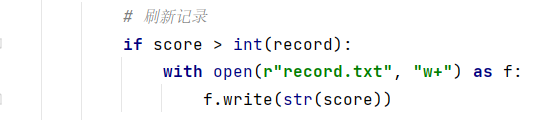 # 刷新记录
if score > int(record):
with open(r"record.txt", "w+") as f:
f.write(str(score))